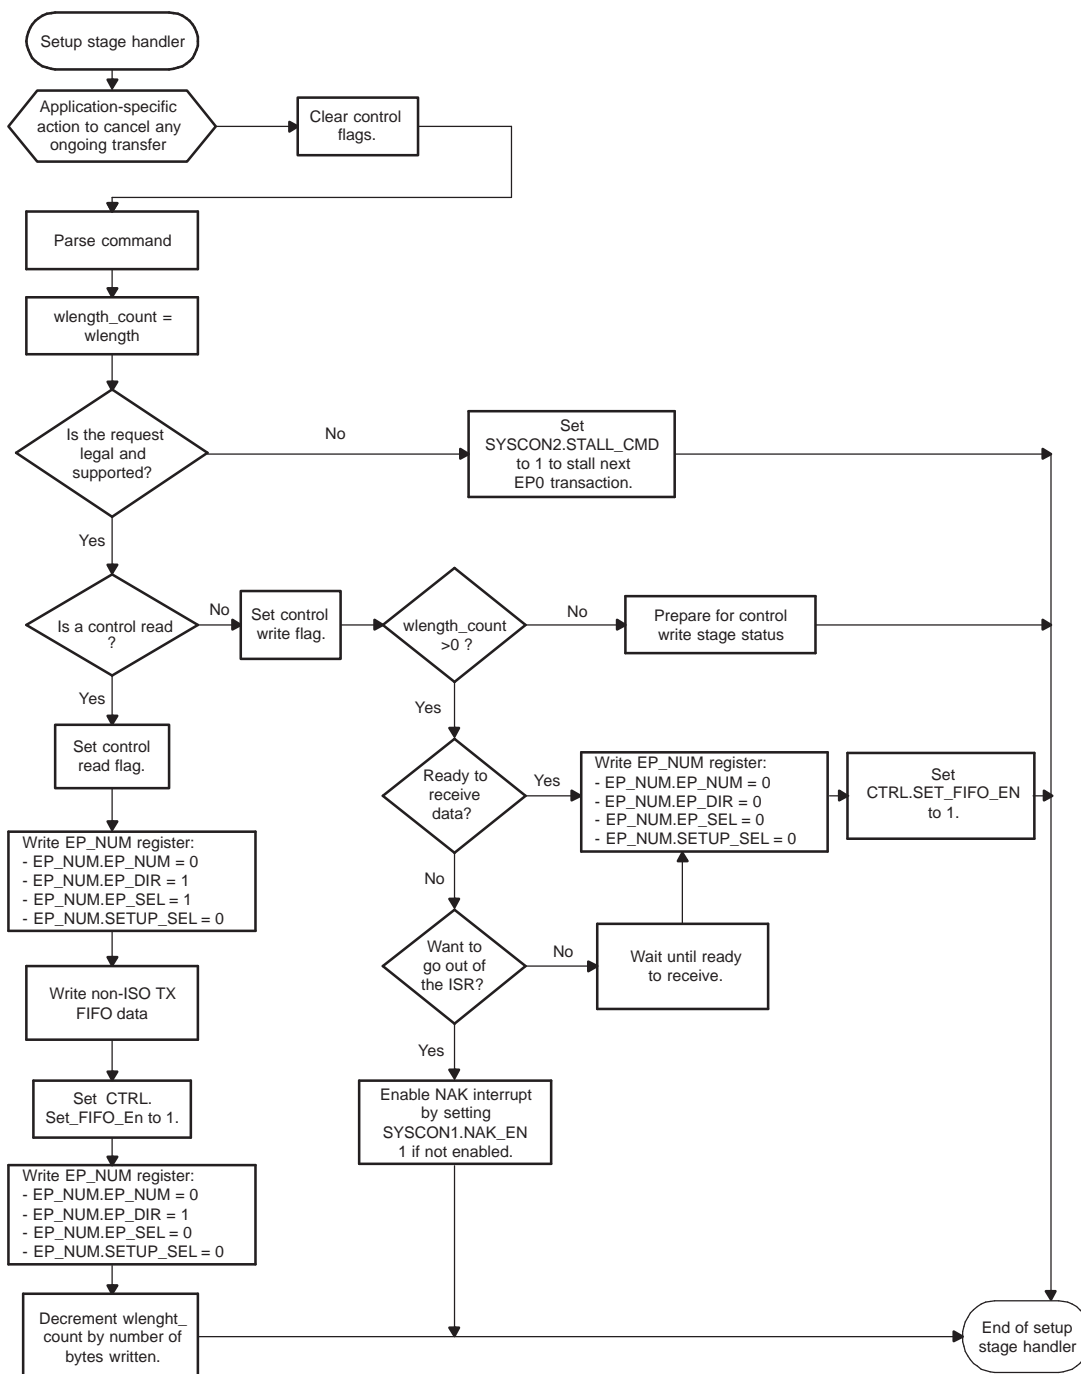 Setup stage handler
Application-specific
action to cancel any
ongoing transfer
Clear control
flags.
Parse command
wlength_count =
wlength
Is the request
legal and
supported?
No
Set
SYSCON2.STALL_CMD
to 1 to stall next
EP0 transaction.
Yes
Is a control read
?
No
Set control
write flag.
wlength_count
>0 ?
No
Prepare for control
write stage status
Yes
Set control
read flag.
Yes
Ready to
receive
data?
Yes
Write EP_NUM register:
- EP_NUM.EP_NUM = 0
- EP_NUM.EP_DIR = 0
- EP_NUM.EP_SEL = 0
- EP_NUM.SETUP_SEL = 0
Set
CTRL.SET_FIFO_EN
to 1.
Write EP_NUM register:
- EP_NUM.EP_NUM = 0
- EP_NUM.EP_DIR = 1
- EP_NUM.EP_SEL = 1
- EP_NUM.SETUP_SEL = 0
No
Want to
go out of
the ISR?
No
Wait until ready
to receive.
Write non-ISO TX
FIFO data
Yes
Set CTRL.
Set_FIFO_En to 1.
Enable NAK interrupt
by setting
SYSCON1.NAK_EN
1 if not enabled.
Write EP_NUM register:
- EP_NUM.EP_NUM = 0
- EP_NUM.EP_DIR = 1
- EP_NUM.EP_SEL = 0
- EP_NUM.SETUP_SEL = 0
Decrement wlenght_
count by number of
bytes written.
End of setup
stage handler